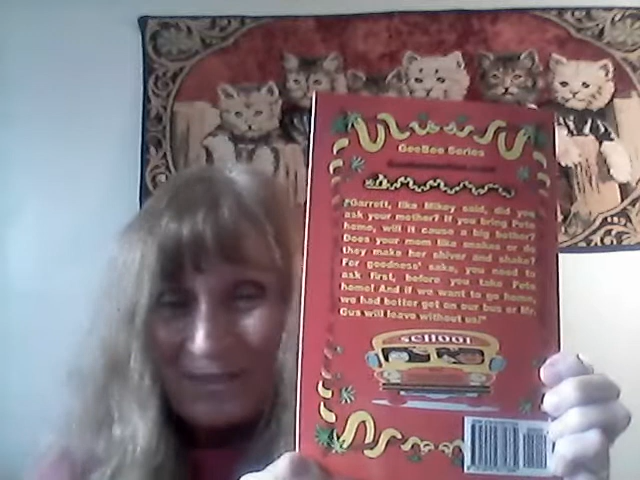 GeeBee Series
"Garrett, like Mikey said, did you
ask your mother? If you bring Pete
home, will it cause a big bother?
Does your mom like snakes or do
they make her shiver and shake?
For goodness' sake, you need to
ask first, before you take Pete
home! And if we want to go home,
we had better get on our bus or Mr.
Gus will leave without us!"
SCHOOL